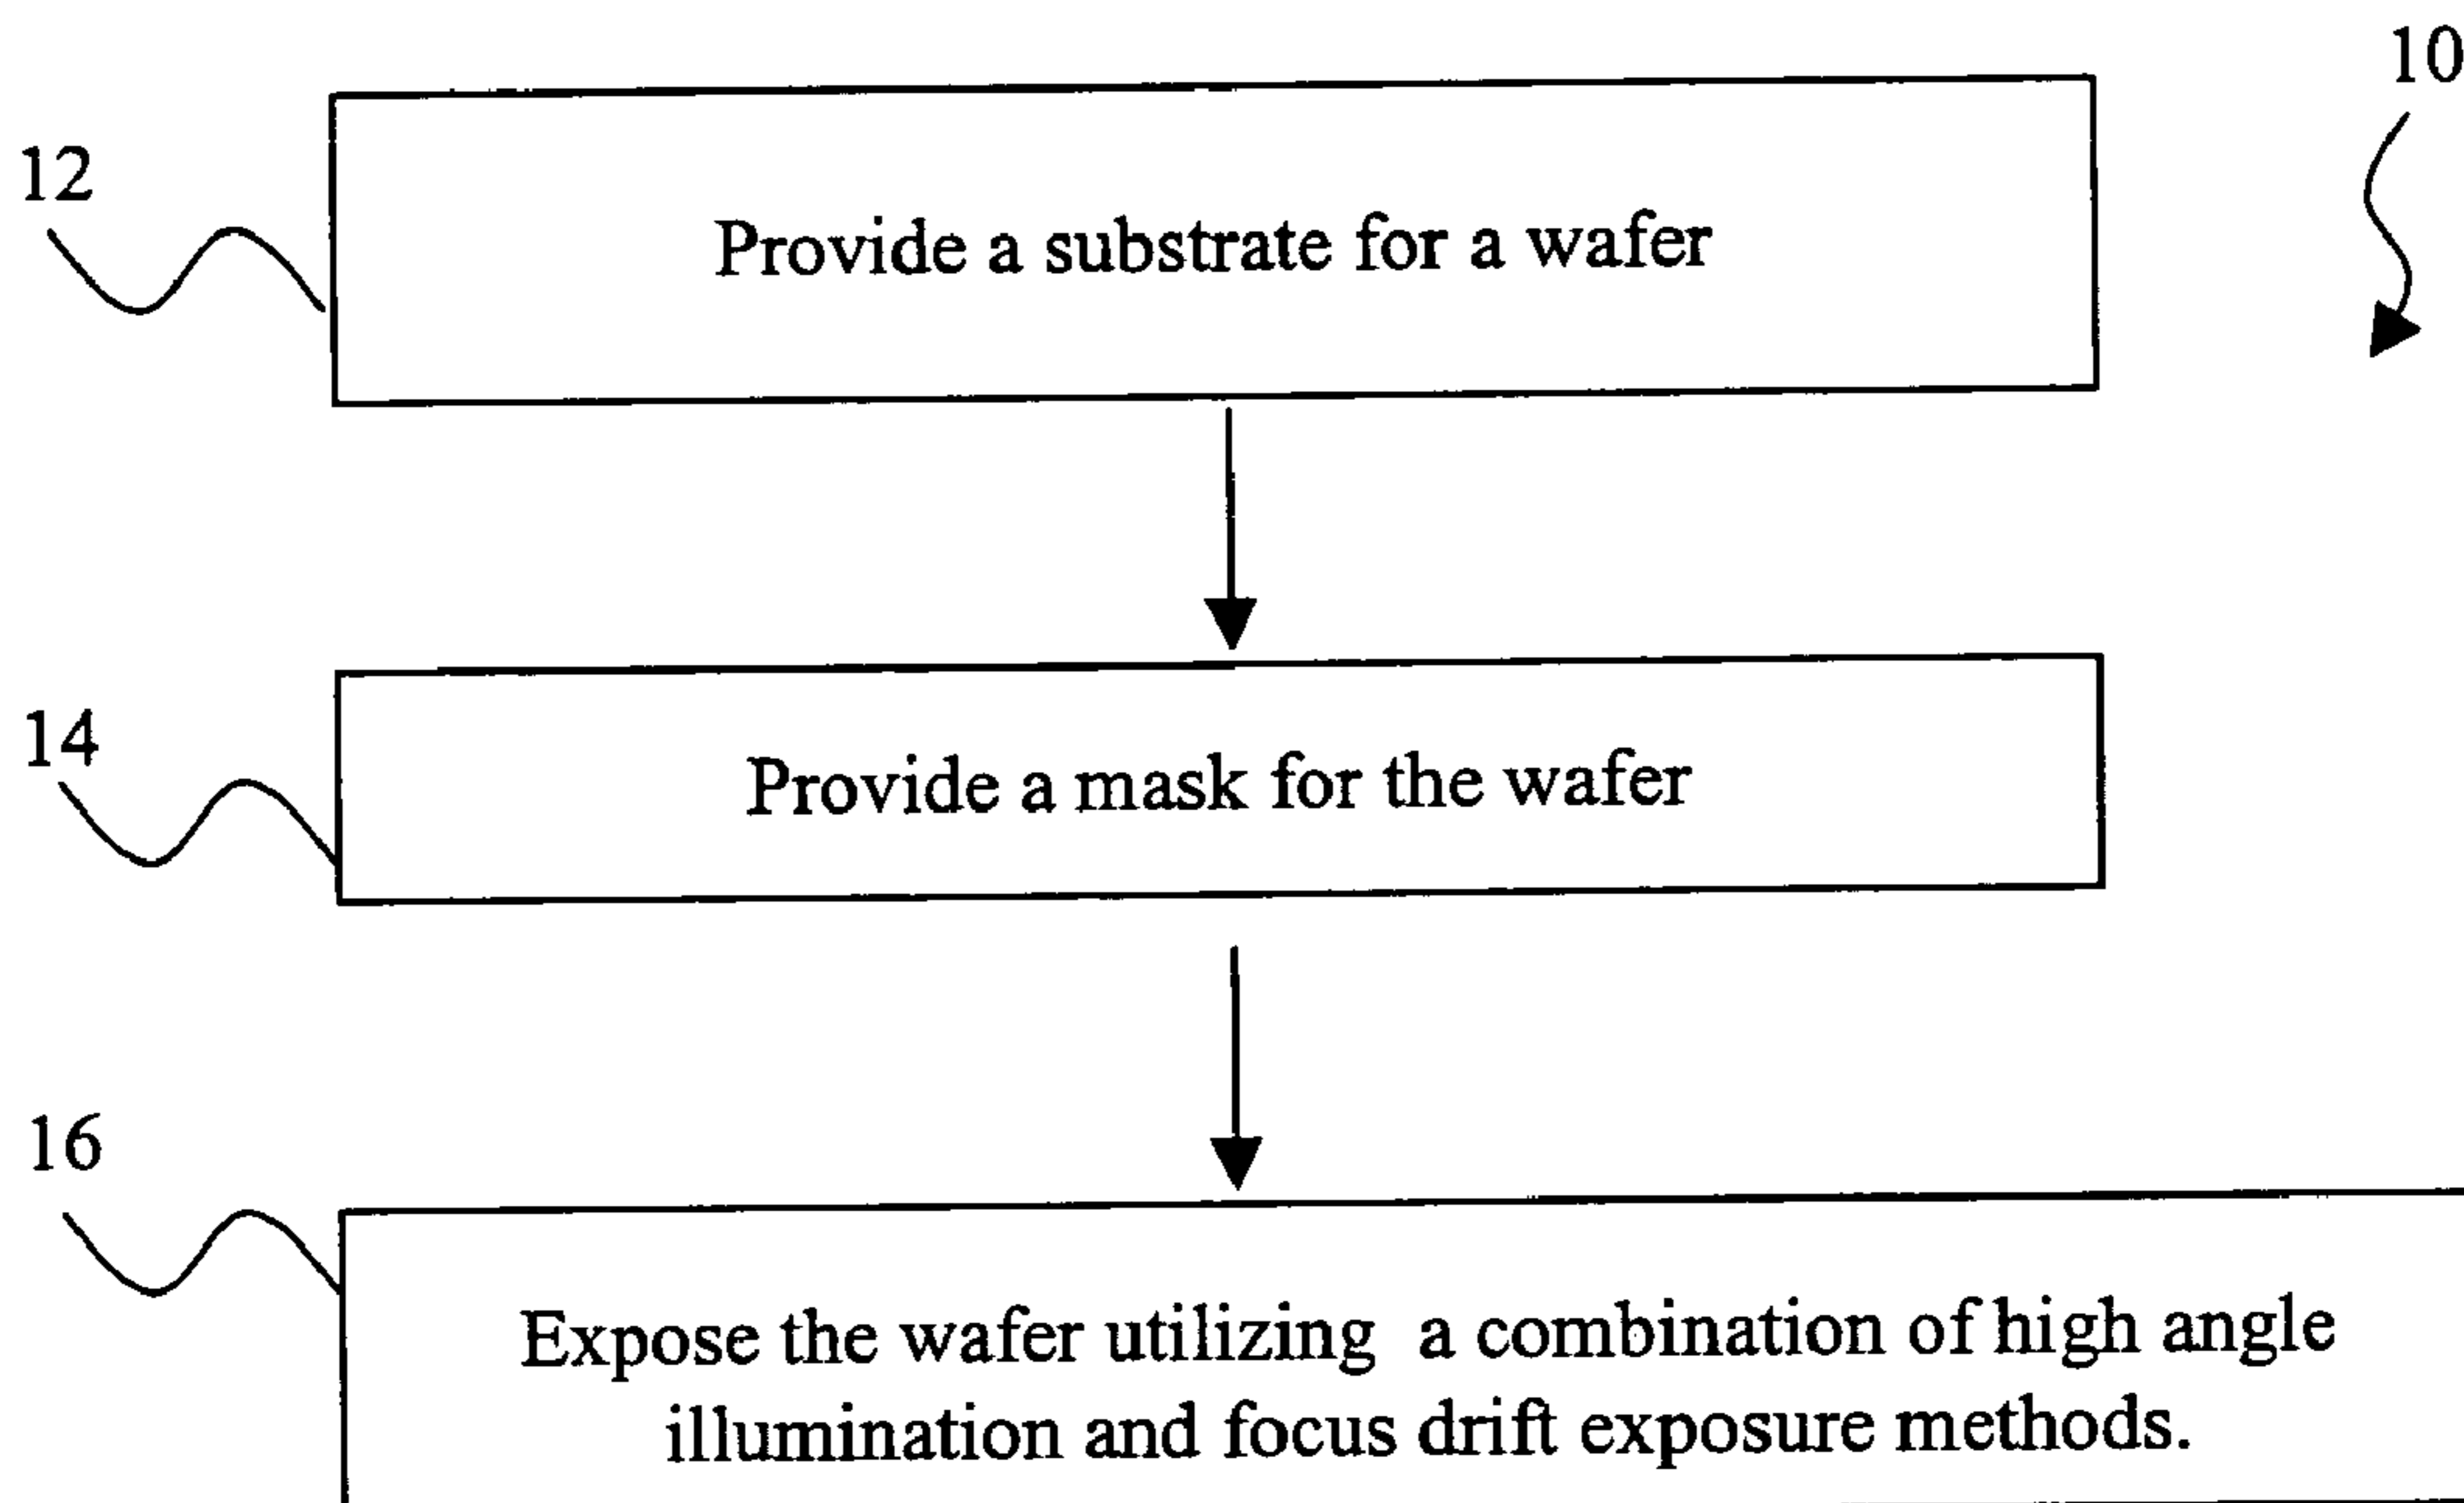 10
12
Provide a substrate for a wafer
14
Provide a mask for the wafer
16
Expose the wafer utilizing a combination of high angle
illumination and focus drift exposure methods.